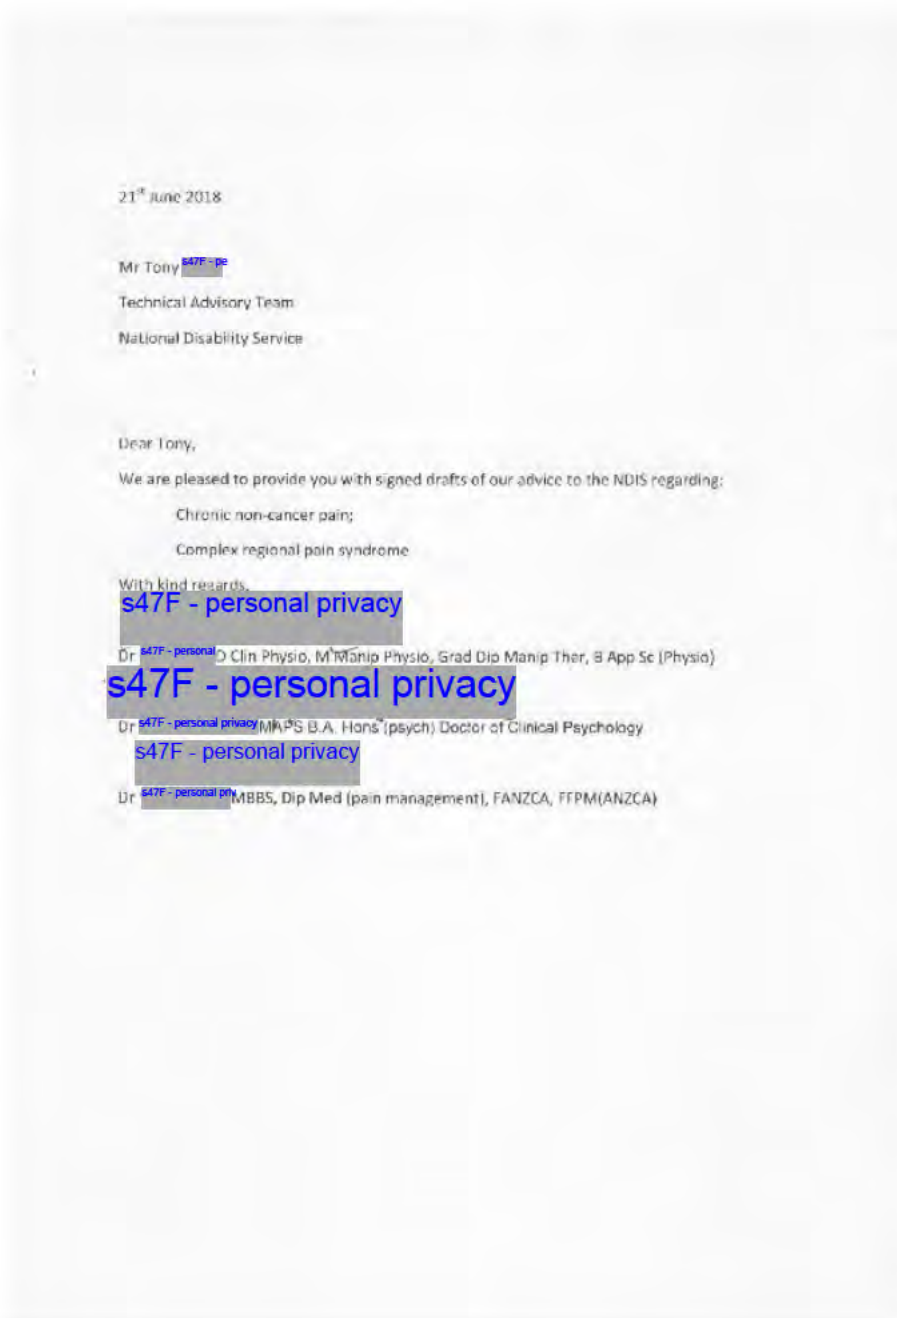 21st June 2018
Mr Tony s47F - pe
Technical Advisory Team
National Disability Service
Dear Tony,
We are pleased to provide you with signed drafts of our advice to the NDIS regarding:
Chronic non-cancer pain;
Complex regional pain syndrome
With kind regards,
s47F - personal privacy
Dr s47F - personal D Clin Physio, M Manip Physio, Grad Dip Manip Ther, B App Sc (Physio)
s47F - personal privacy
Dr s47F - personal privacy MAPS B.A. Hons (psych) Doctor of Clinical Psychology
s47F - personal privacy
Dr s47F - personal priv MBBS, Dip Med (pain management), FANZCA, FFPM(ANZCA)